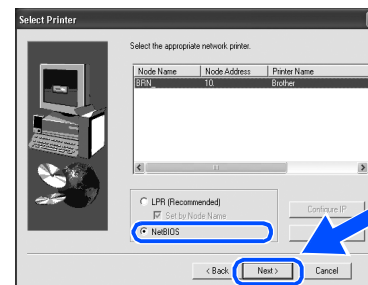 Select Printer
Select the appropriate network printer.
Node Name Node Address Printer Name
BRN_ 10. Brother
LPR (Recommended)
Set by Node Name
Configure IP
NetBIOS
< Back Next > Cancel